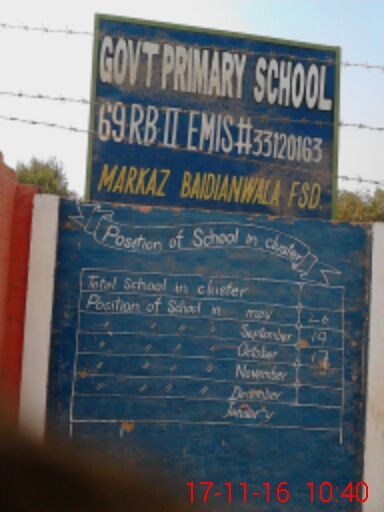 GOVT PRIMARY SCHOOL
69 RB II EMIS# 33120163
MARKAZ BAIDIANWALA FSD.
Position of School in cluster
Total School in cluster
Position of School in may 26
" " " September 19
" " " October
" " " November
" " " December
January
17-11-16 10:40